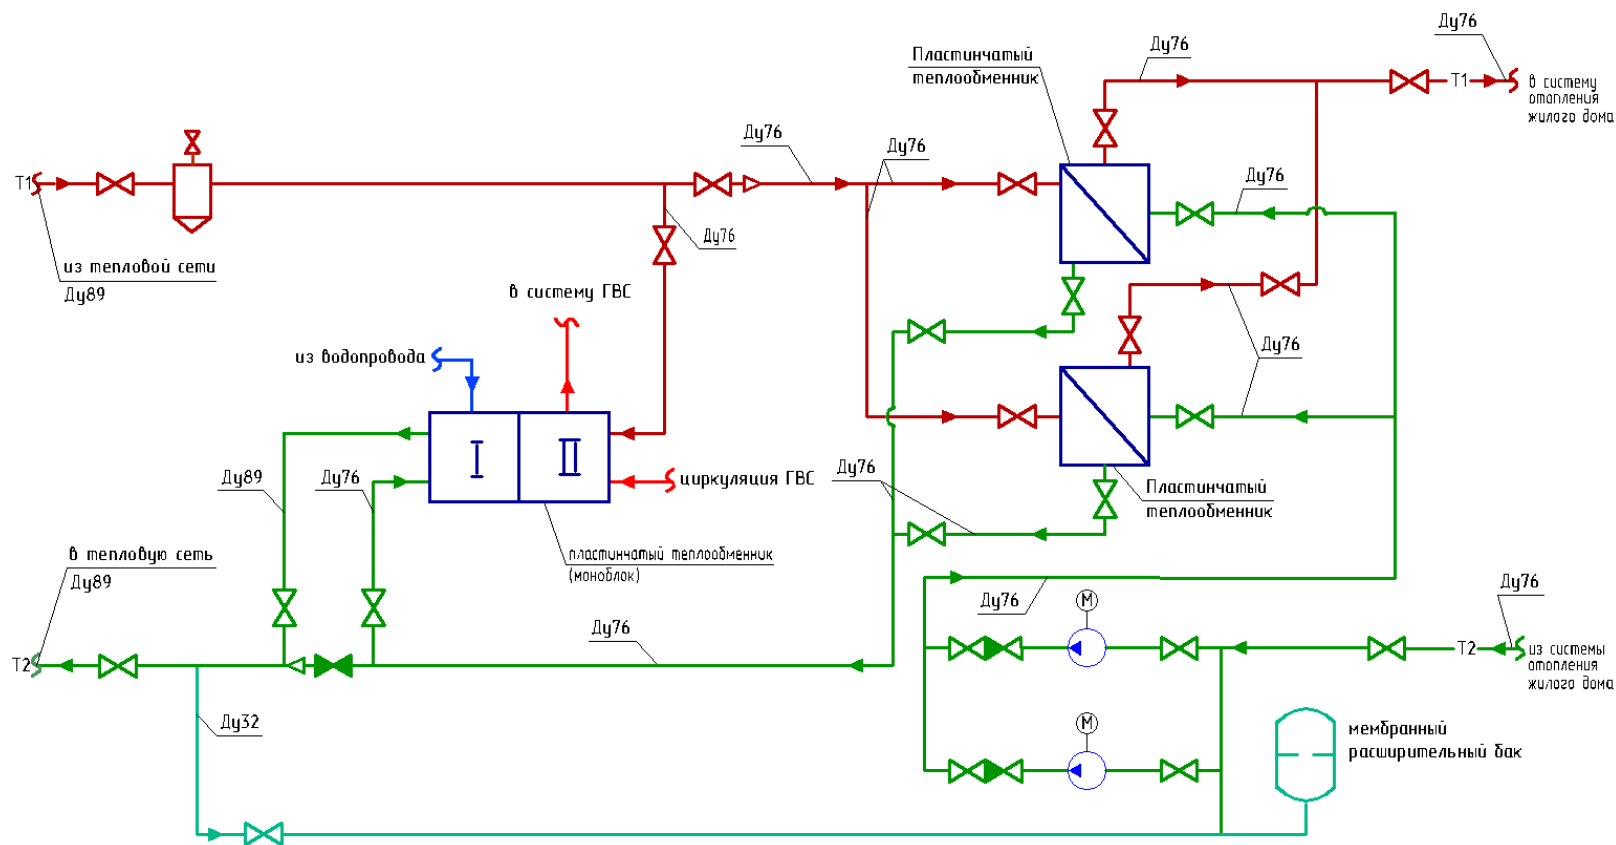 Ду76
Ду76
Пластинчатый
теплообменник
Т1
в систему
отопления
жилого дома
Ду76
Ду76
Т1
Ду76
Ду76
из тепловой сети
Ду89
в систему ГВС
из водопровода
Ду76
I
II
Ду89
Ду76
циркуляция ГВС
Ду76
Пластинчатый
теплообменник
в тепловую сеть
Ду89
пластинчатый теплообменник
(моноблок)
Ду76
Ду76
Ду76
М
Т2
Т2
из системы
отопления
жилого дома
Ду32
М
мембранный
расширительный бак